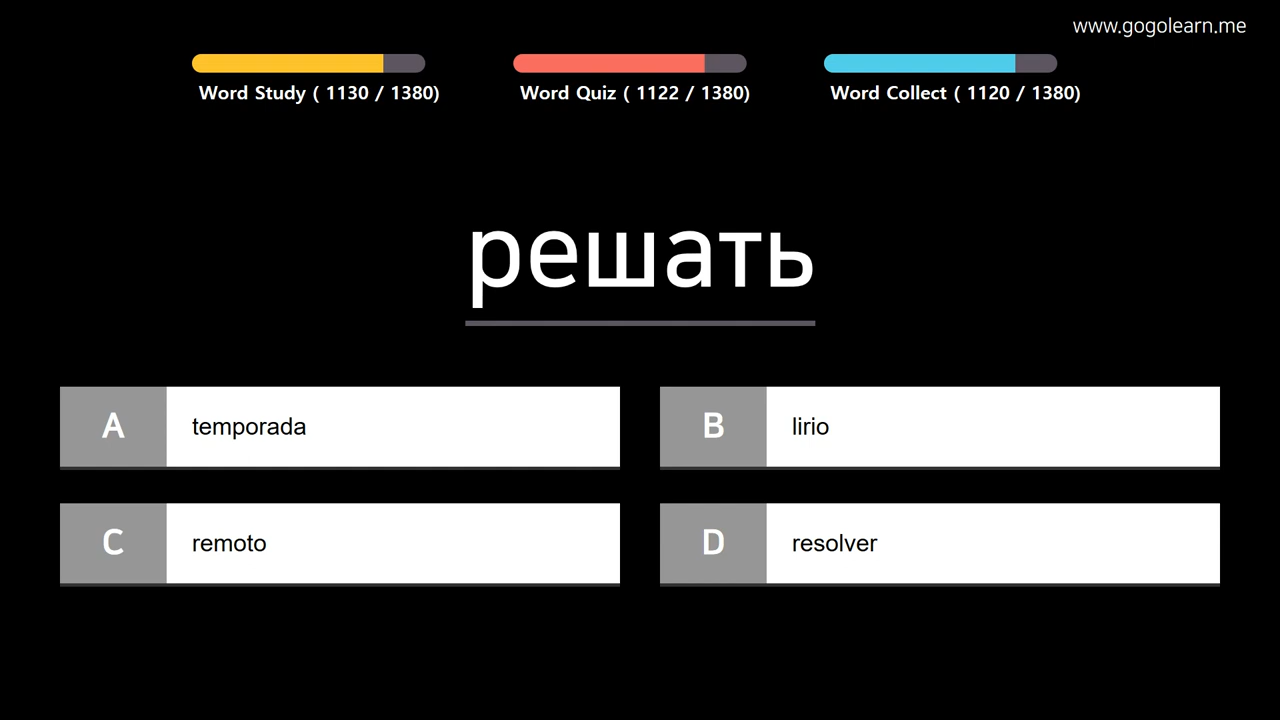 www.gogolearn.me
Word Study ( 1130 / 1380)
Word Quiz ( 1122 / 1380)
Word Collect ( 1120 / 1380)
решать
A temporada
B lirio
C remoto
D resolver